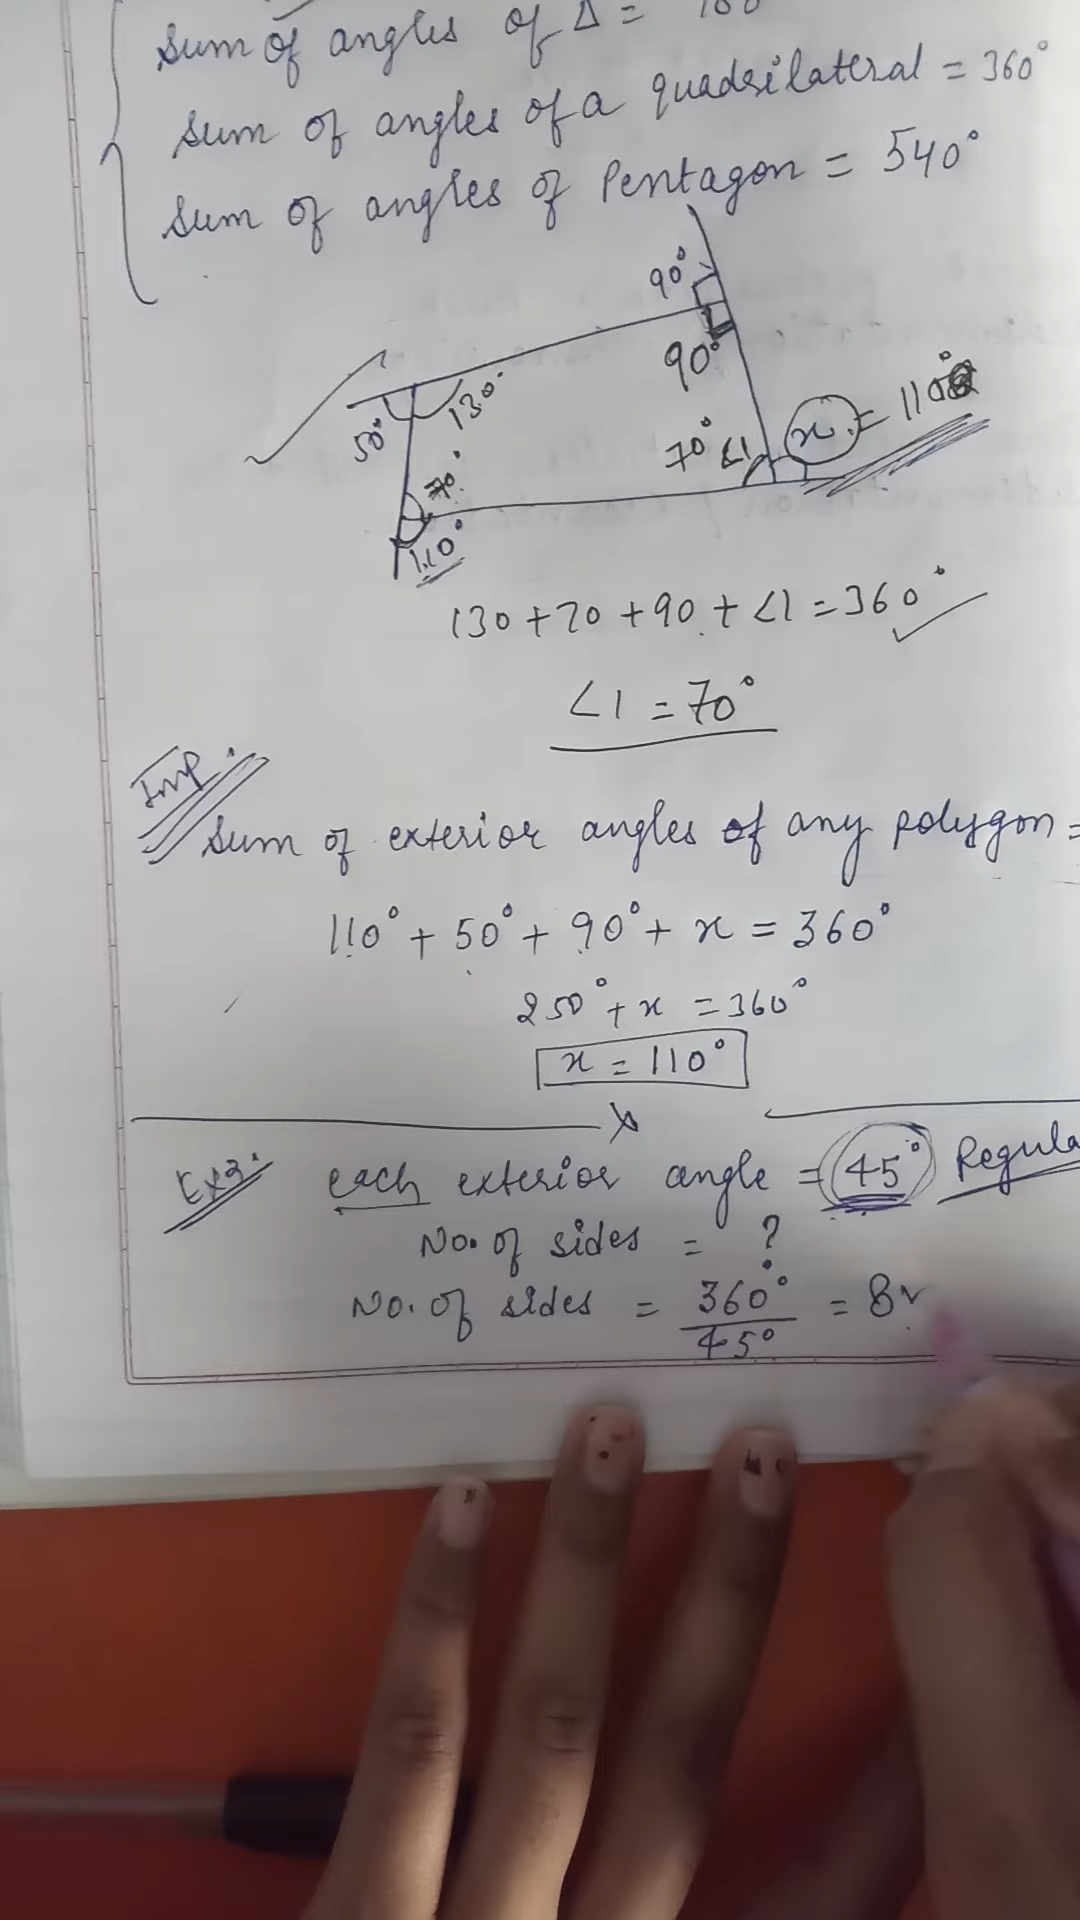 Sum of angles of Δ = 180
Sum of angles of a quadrilateral = 360°
Sum of angles of Pentagon = 540°
90°
90°
50° 130°
70° ∠1 x = 110°
70°
110°
130 + 70 + 90 + ∠1 = 360°
∠1 = 70°
Imp.
Sum of exterior angles of any polygon =
110° + 50° + 90° + x = 360°
250° + x = 360°
x = 110°
Ex3. each exterior angle = 45° Regula
No. of sides = ?
No. of sides = 360° / 45° = 8